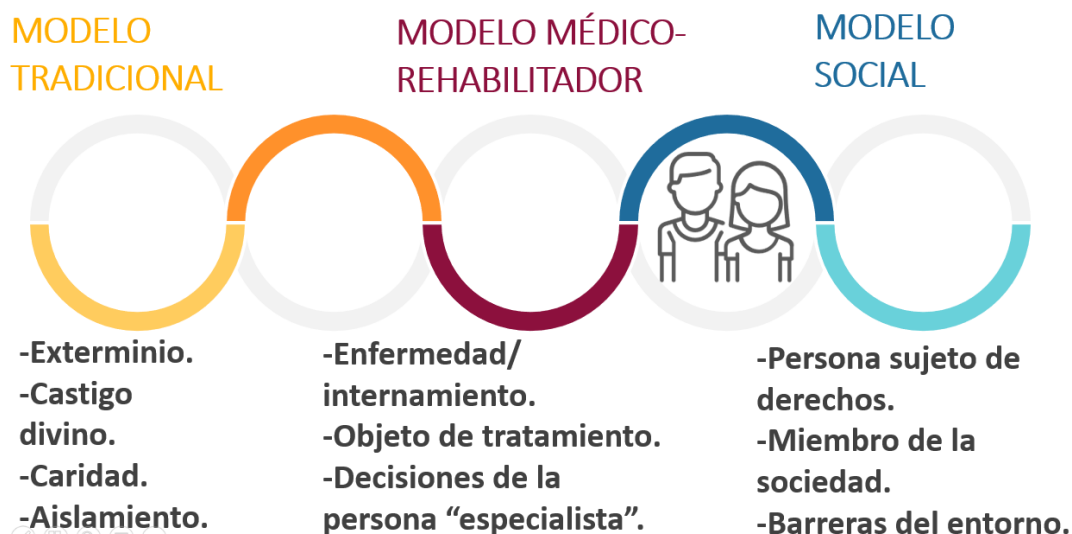 MODELO
TRADICIONAL
MODELO MÉDICO-
REHABILITADOR
MODELO
SOCIAL
-Exterminio.
-Castigo
divino.
-Caridad.
-Aislamiento.
-Enfermedad/
internamiento.
-Objeto de tratamiento.
-Decisiones de la
persona “especialista”.
-Persona sujeto de
derechos.
-Miembro de la
sociedad.
-Barreras del entorno.